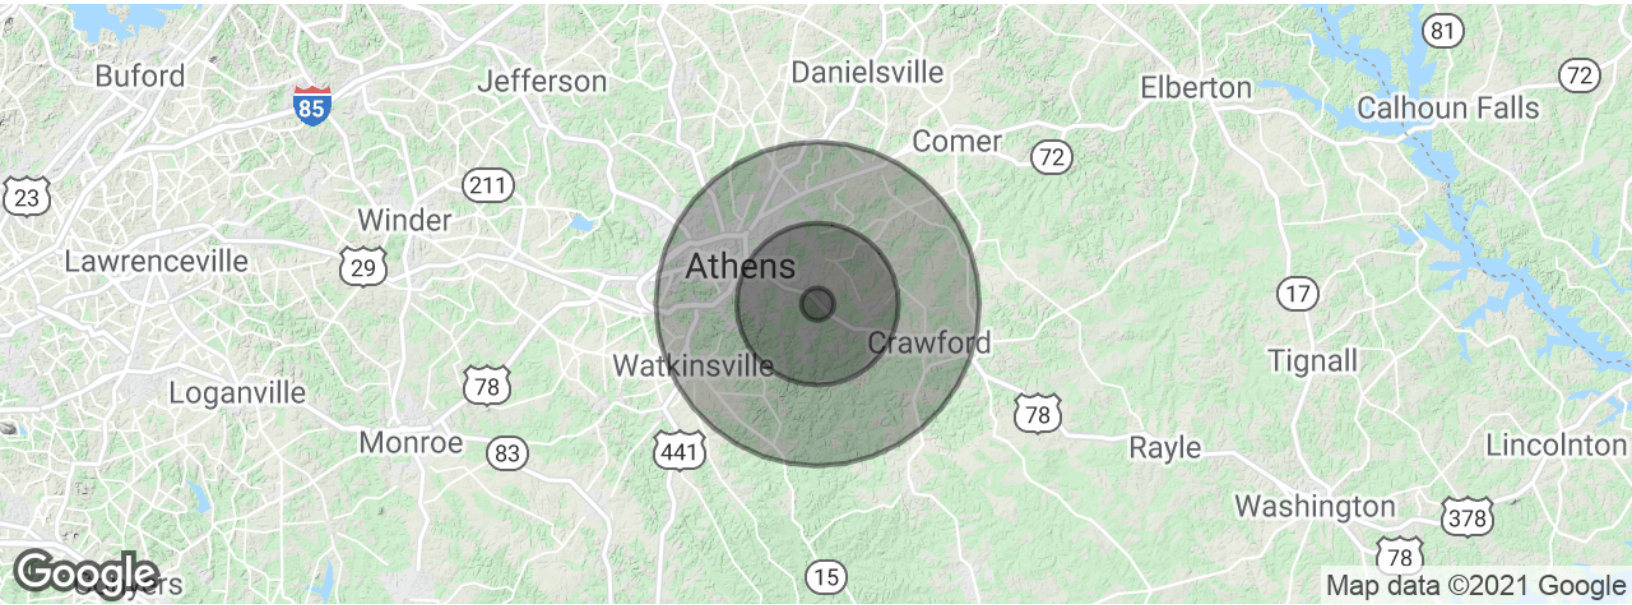 81
72
Buford
Jefferson
Danielsville
Elberton
85
Calhoun Falls
Comer
72
211
23
Winder
Lawrenceville
29
Athens
17
Crawford
Watkinsville
Tignall
Loganville
78
78
Monroe
83
441
Rayle
Lincolnton
Washington
378
78
Google
15
Map data ©2021 Google